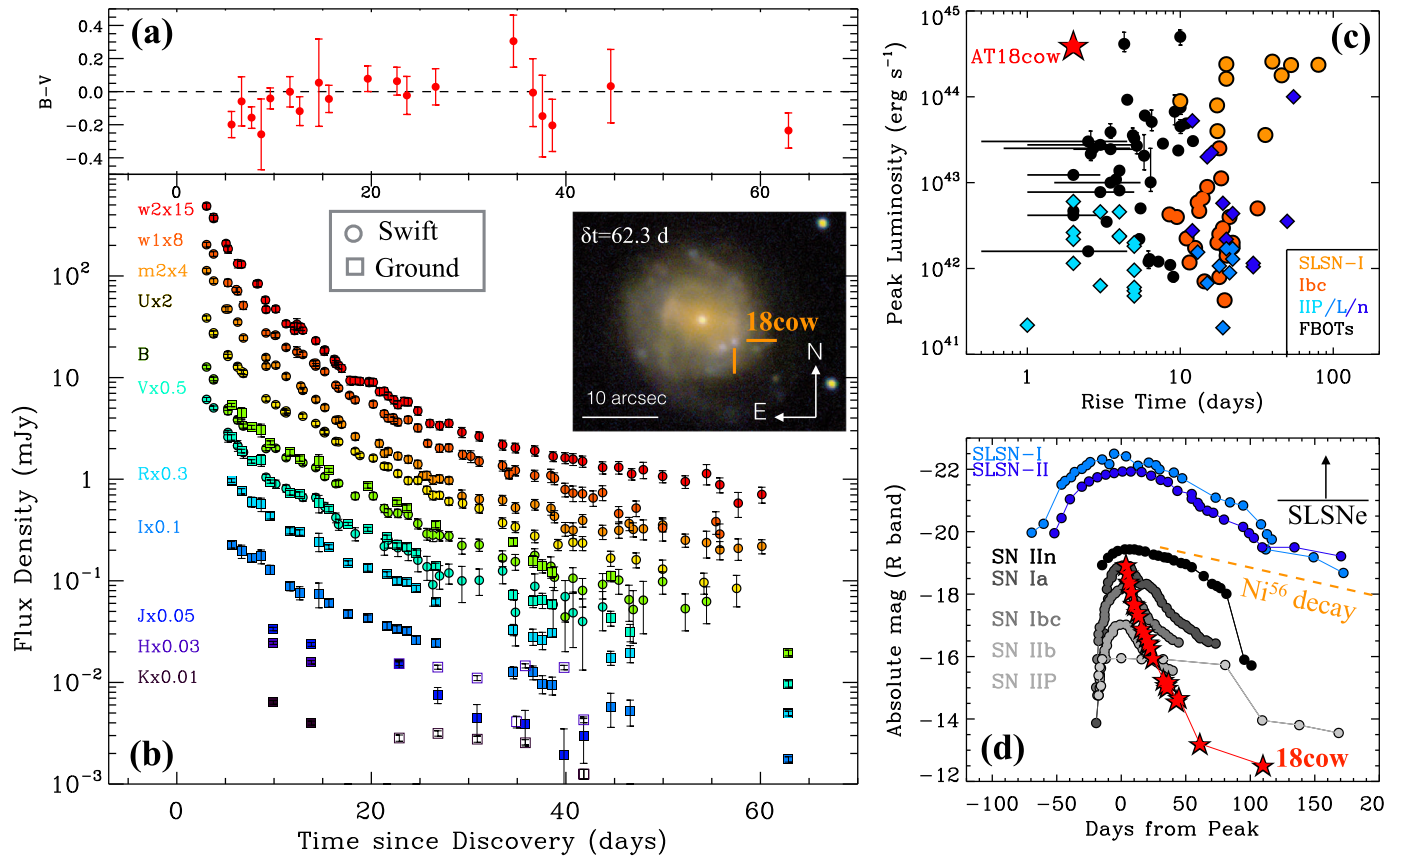 (a)
B-V
0.4
0.2
0.0
-0.2
-0.4
0 20 40 60
(b)
Flux Density (mJy)
10²
10
1
10⁻¹
10⁻²
10⁻³
w2x15
w1x8
m2x4
Ux2
B
Vx0.5
Rx0.3
Ix0.1
Jx0.05
Hx0.03
Kx0.01
Swift
Ground
δt=62.3 d
18cow
N
E
10 arcsec
0 20 40 60
Time since Discovery (days)
(c)
Peak Luminosity (erg s⁻¹)
10⁴⁵
10⁴⁴
10⁴³
10⁴²
10⁴¹
AT18cow
SLSN-I
Ibc
IIP/L/n
FBOTs
1 10 100
Rise Time (days)
(d)
Absolute mag (R band)
-22
-20
-18
-16
-14
-12
SLSN-I
SLSN-II
SLSNe
SN IIn
SN Ia
SN Ibc
SN IIb
SN IIP
Ni⁵⁶ decay
18cow
-100 -50 0 50 100 150 20
Days from Peak